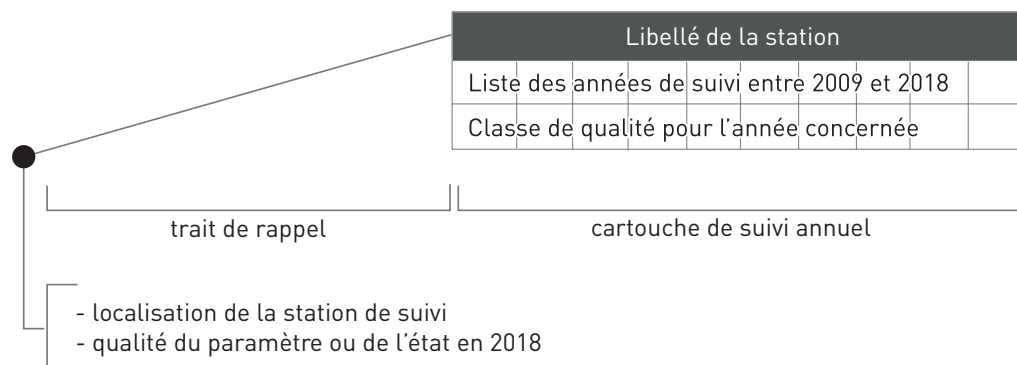 Libellé de la station
Liste des années de suivi entre 2009 et 2018
Classe de qualité pour l'année concernée
trait de rappel
cartouche de suivi annuel
- localisation de la station de suivi
- qualité du paramètre ou de l'état en 2018